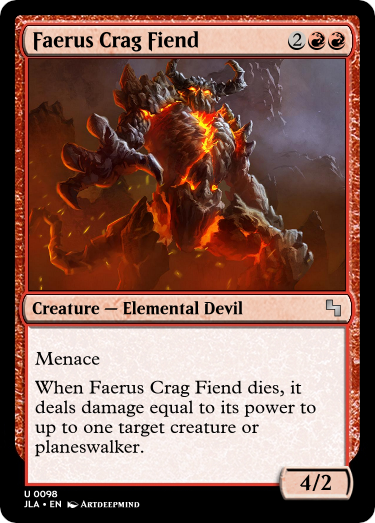 Faerus Crag Fiend 2
Creature — Elemental Devil
Menace
When Faerus Crag Fiend dies, it
deals damage equal to its power to
up to one target creature or
planeswalker.
4/2
U 0098
JLA • EN Artdeepmind